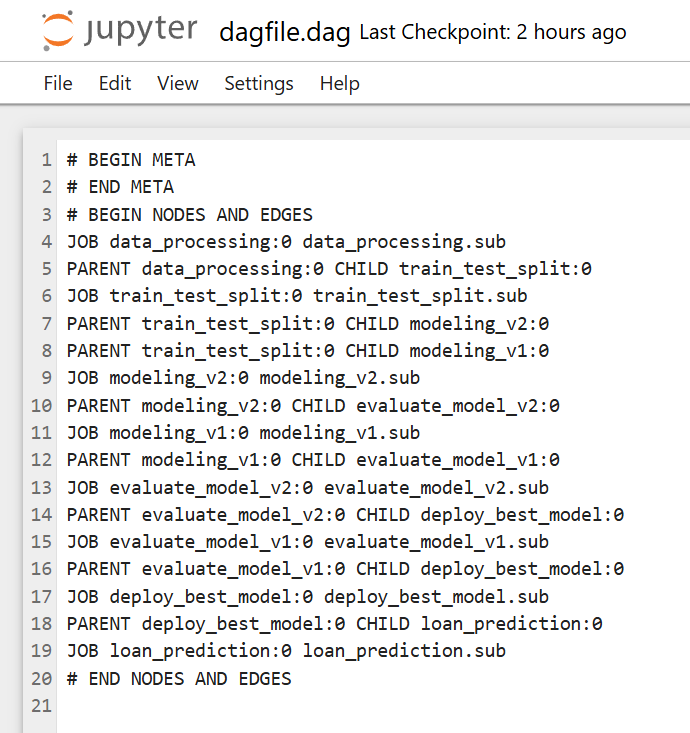 jupyter dagfile.dag Last Checkpoint: 2 hours ago
File Edit View Settings Help
1 # BEGIN META
2 # END META
3 # BEGIN NODES AND EDGES
4 JOB data_processing:0 data_processing.sub
5 PARENT data_processing:0 CHILD train_test_split:0
6 JOB train_test_split:0 train_test_split.sub
7 PARENT train_test_split:0 CHILD modeling_v2:0
8 PARENT train_test_split:0 CHILD modeling_v1:0
9 JOB modeling_v2:0 modeling_v2.sub
10 PARENT modeling_v2:0 CHILD evaluate_model_v2:0
11 JOB modeling_v1:0 modeling_v1.sub
12 PARENT modeling_v1:0 CHILD evaluate_model_v1:0
13 JOB evaluate_model_v2:0 evaluate_model_v2.sub
14 PARENT evaluate_model_v2:0 CHILD deploy_best_model:0
15 JOB evaluate_model_v1:0 evaluate_model_v1.sub
16 PARENT evaluate_model_v1:0 CHILD deploy_best_model:0
17 JOB deploy_best_model:0 deploy_best_model.sub
18 PARENT deploy_best_model:0 CHILD loan_prediction:0
19 JOB loan_prediction:0 loan_prediction.sub
20 # END NODES AND EDGES
21